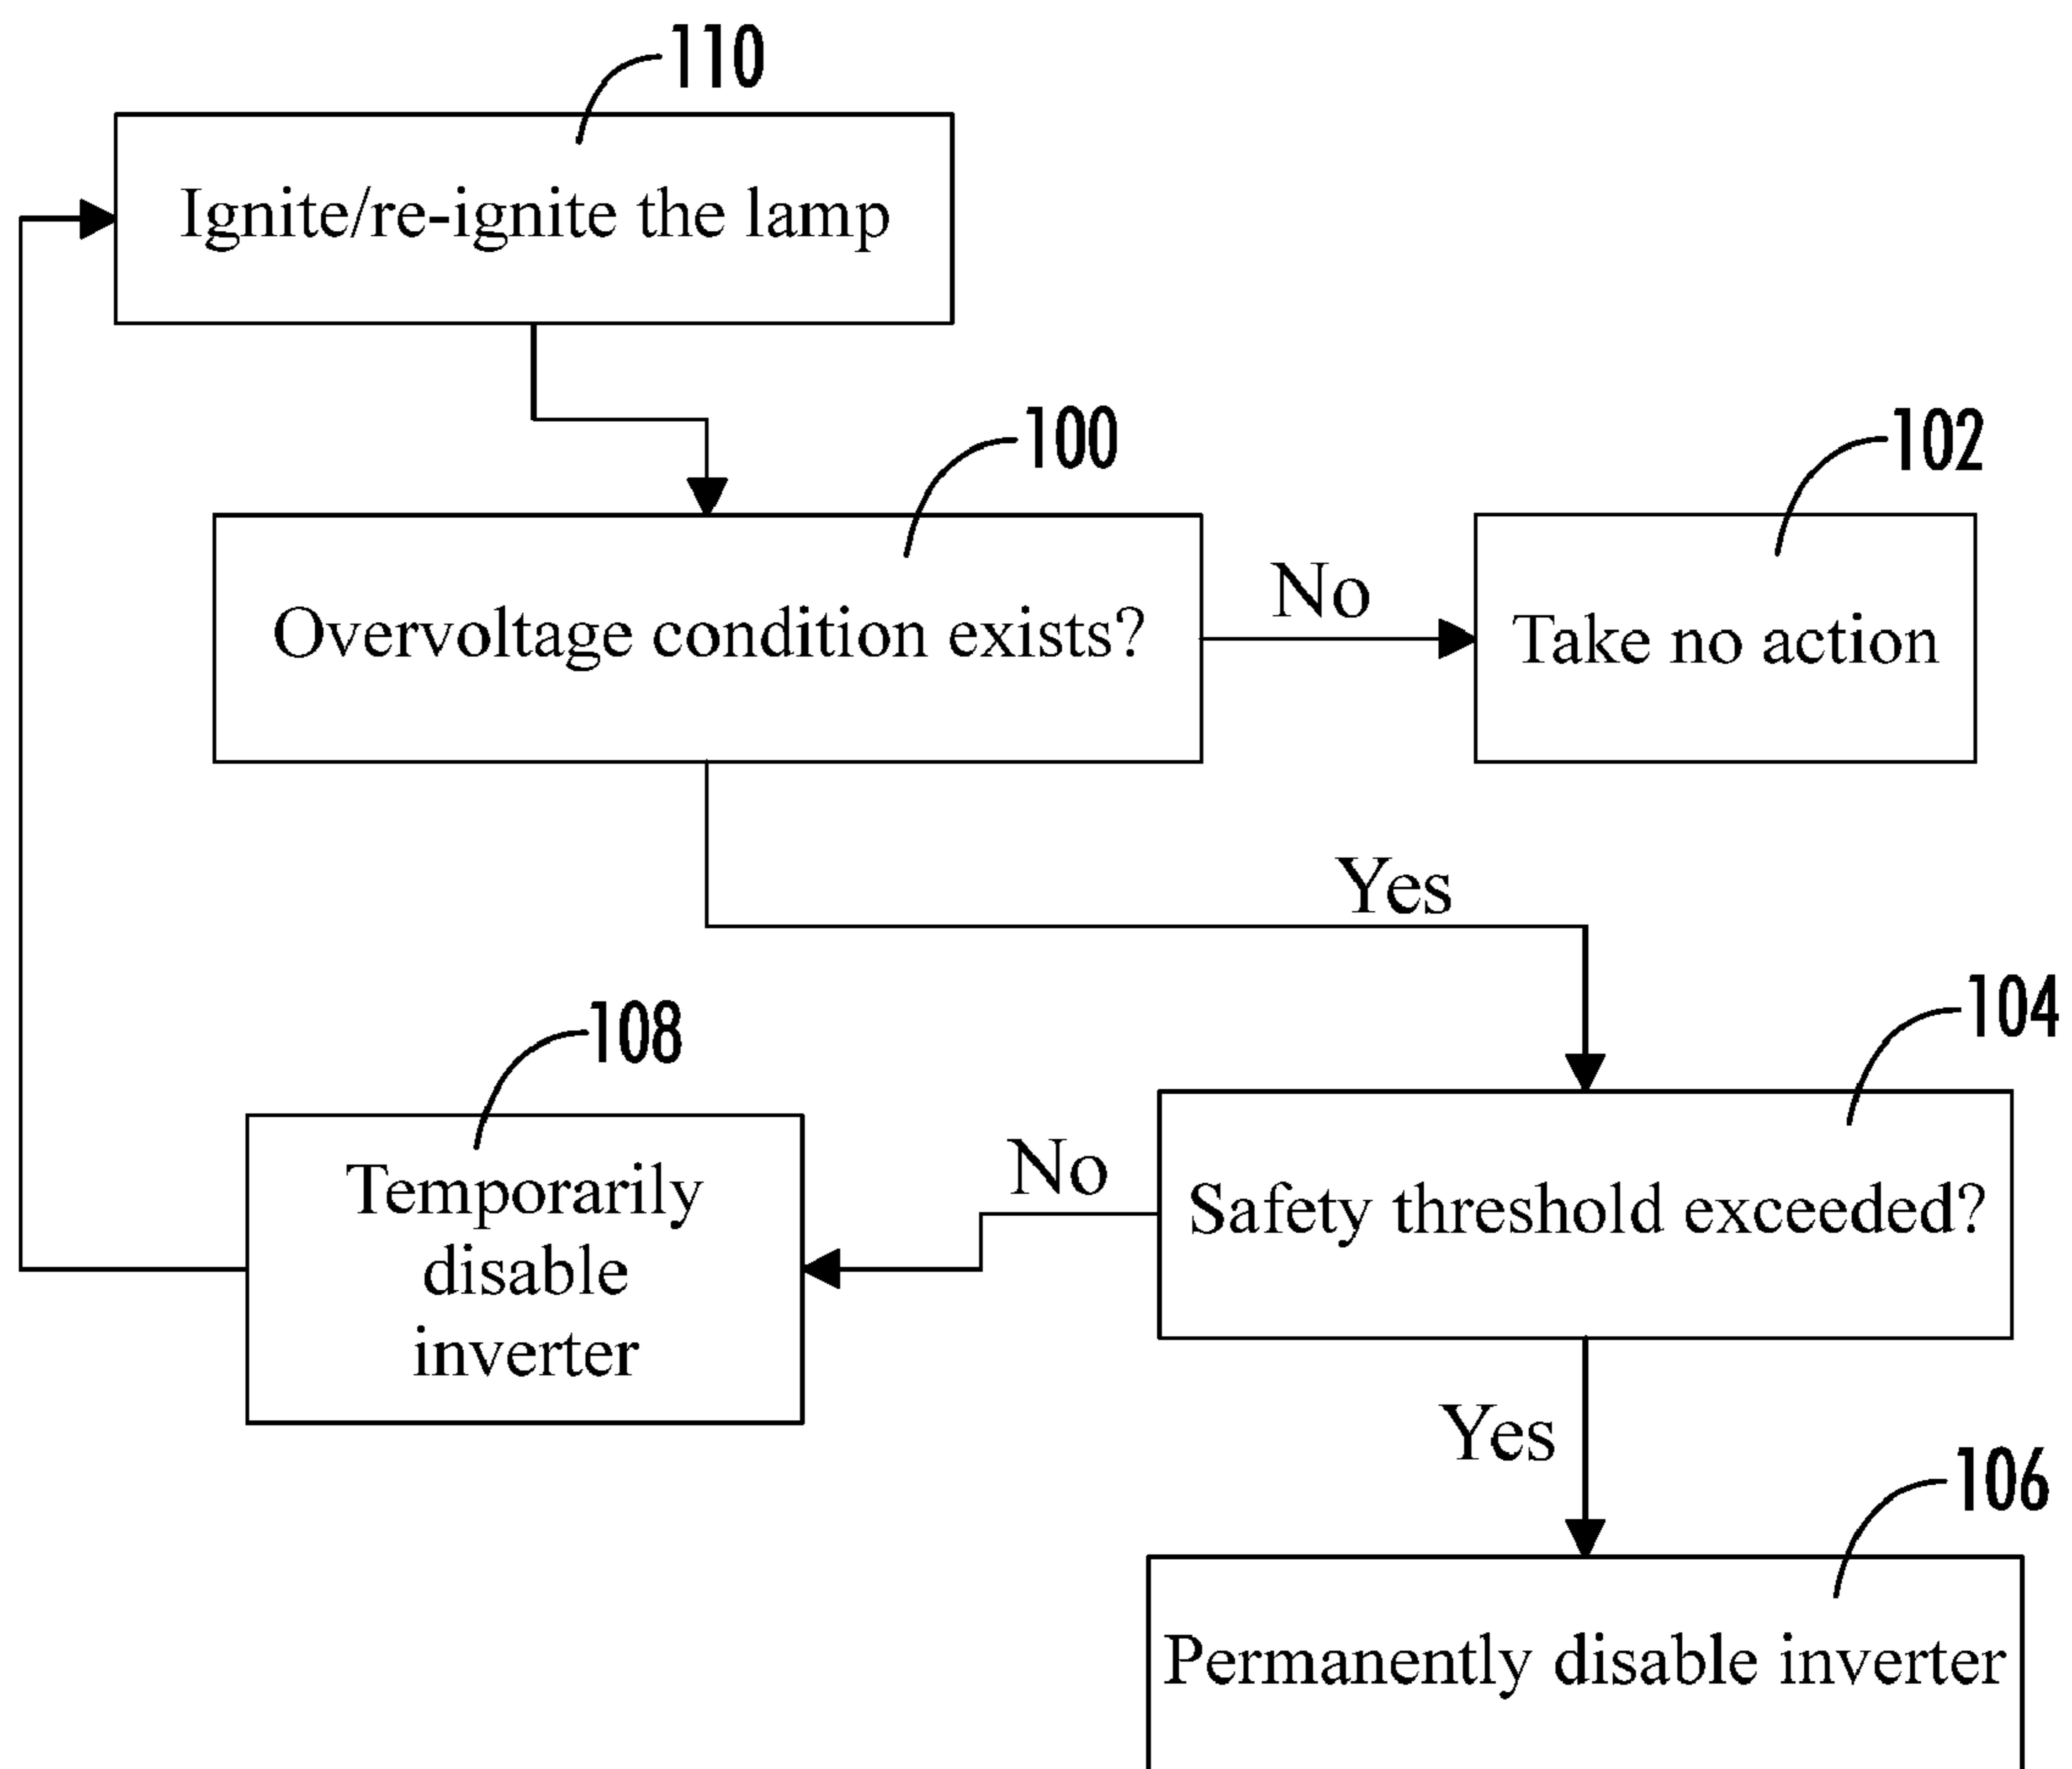 110
Ignite/re-ignite the lamp
100
102
Overvoltage condition exists?
No
Take no action
Yes
104
108
Temporarily
disable
inverter
No
Safety threshold exceeded?
Yes
106
Permanently disable inverter